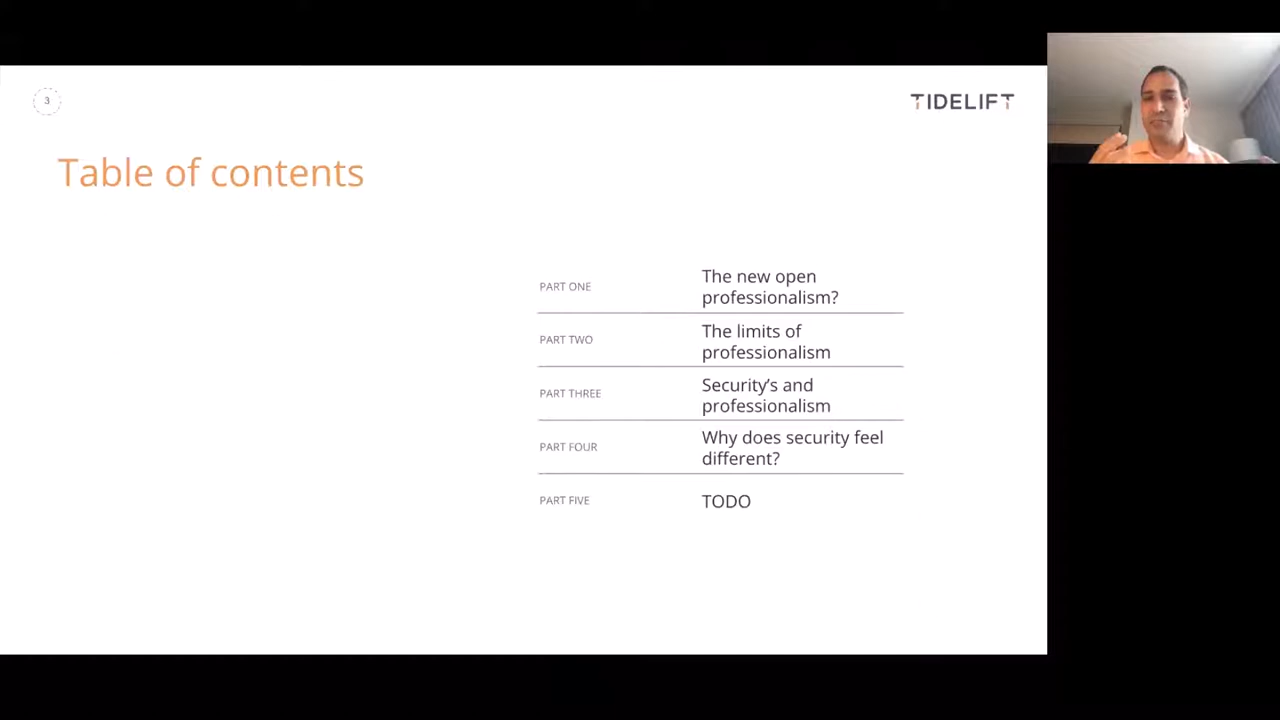 3
TIDELIFT
Table of contents
PART ONE
The new open
professionalism?
PART TWO
The limits of
professionalism
PART THREE
Security's and
professionalism
PART FOUR
Why does security feel
different?
PART FIVE
TODO